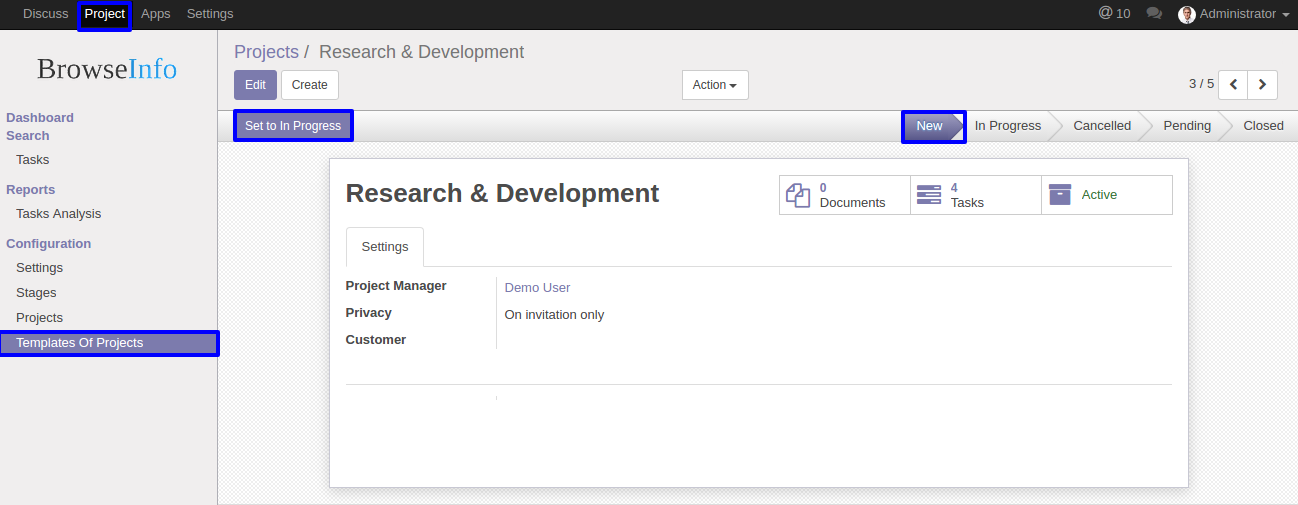 Discuss Project Apps Settings @ 10 Administrator
BrowseInfo
Dashboard
Search
Tasks
Reports
Tasks Analysis
Configuration
Settings
Stages
Projects
Templates Of Projects
Projects / Research & Development
Edit Create Action 3 / 5
Set to In Progress New In Progress Cancelled Pending Closed
Research & Development
0 Documents
4 Tasks
Active
Settings
Project Manager Demo User
Privacy On invitation only
Customer